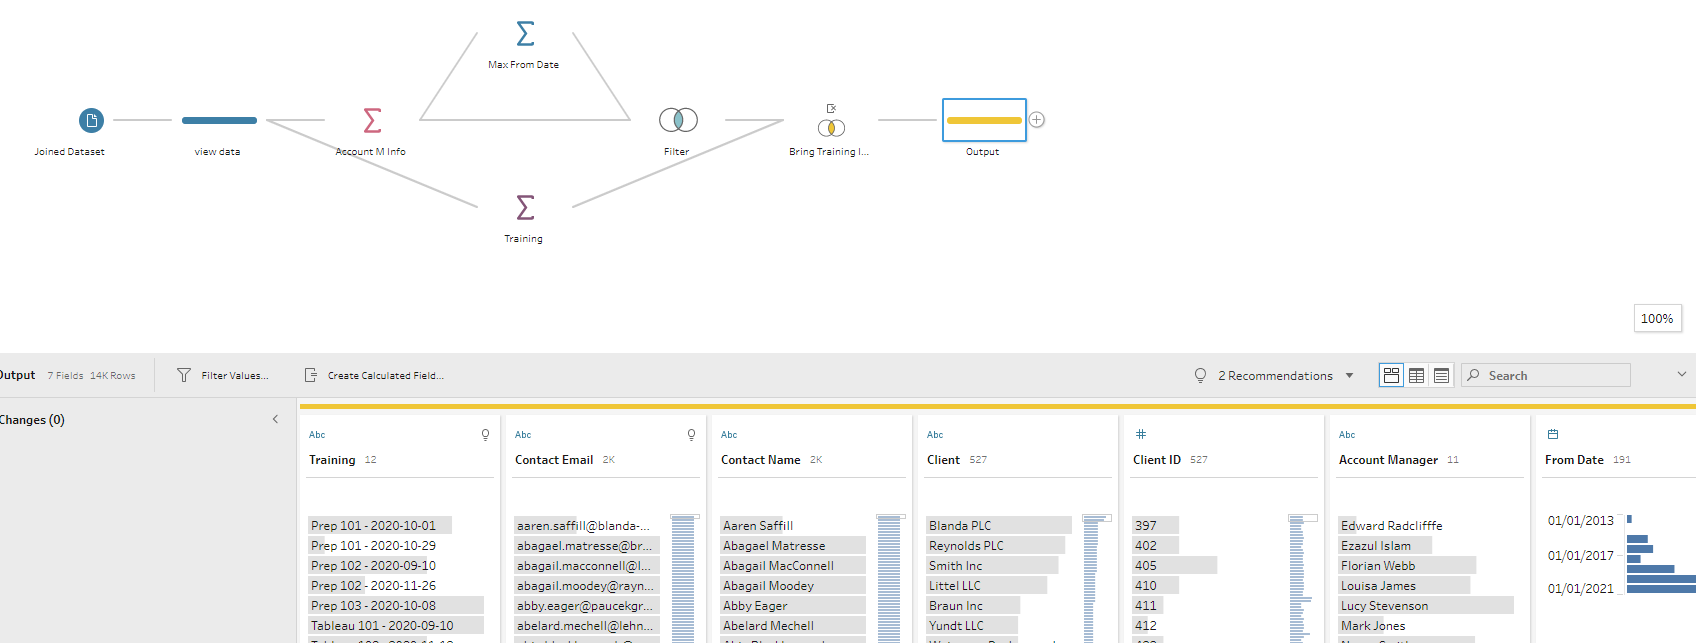 Max From Date
Joined Dataset
view data
Account M Info
Filter
Bring Training I...
Output
Training
100%
Output 7 Fields 14K Rows
Filter Values...
Create Calculated Field...
2 Recommendations
Search
Changes (0)
Abc
Abc
Abc
Abc
#
Abc
Training 12
Contact Email 2K
Contact Name 2K
Client 527
Client ID 527
Account Manager 11
From Date 191
Prep 101 - 2020-10-01
Prep 101 - 2020-10-29
Prep 102 - 2020-09-10
Prep 102 - 2020-11-26
Prep 103 - 2020-10-08
Tableau 101 - 2020-09-10
aaren.saffill@blanda-...
abagael.matresse@br...
abagail.macconnell@l...
abagail.moodey@rayn...
abby.eager@paucekgr...
abelard.mechell@lehn...
Aaren Saffill
Abagael Matresse
Abagail MacConnell
Abagail Moodey
Abby Eager
Abelard Mechell
Blanda PLC
Reynolds PLC
Smith Inc
Littel LLC
Braun Inc
Yundt LLC
397
402
405
410
411
412
Edward Radclifffe
Ezazul Islam
Florian Webb
Louisa James
Lucy Stevenson
Mark Jones
01/01/2013
01/01/2017
01/01/2021